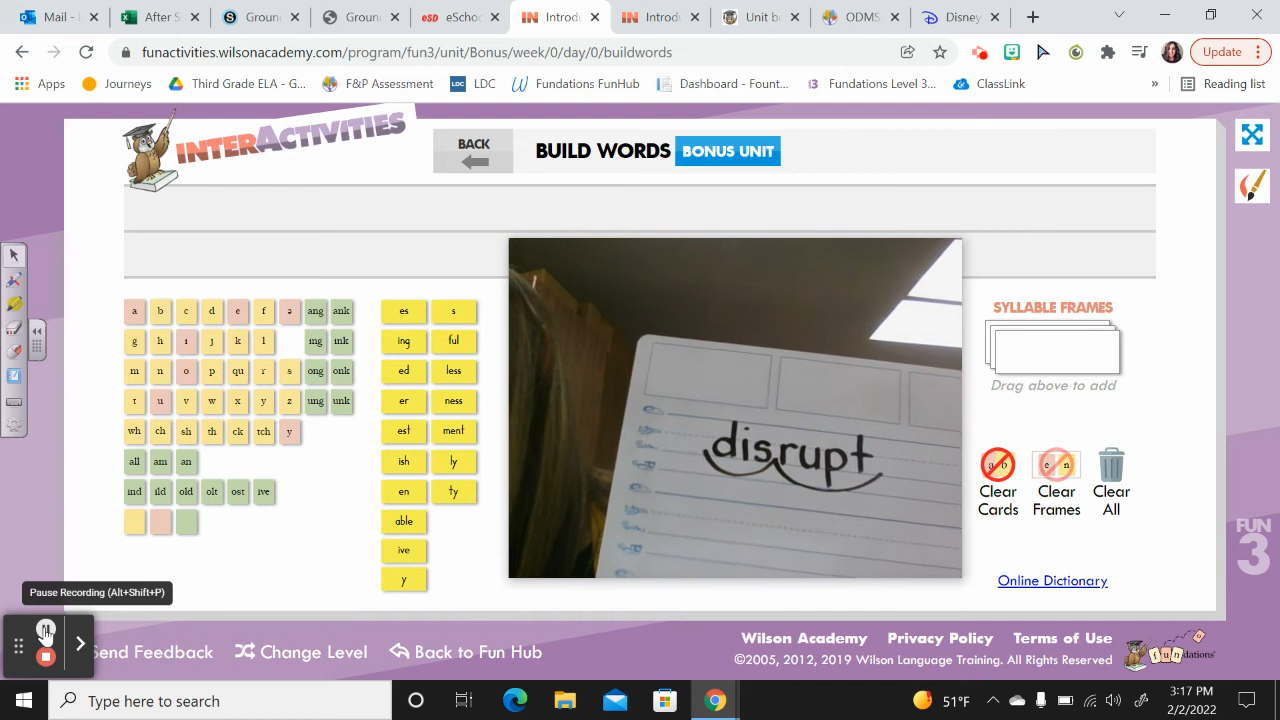 Mail -
After S
Groun
Groun
eSchoo
Introdu
Introdu
Unit bo
ODMS
Disney
funactivities.wilsonacademy.com/program/fun3/unit/Bonus/week/0/day/0/buildwords
Update
Apps
Journeys
Third Grade ELA - G...
F&P Assessment
LDC
Fundations FunHub
Dashboard - Fount...
Fundations Level 3...
ClassLink
»
Reading list
INTERACTIVITIES
BACK
BUILD WORDS BONUS UNIT
a b c d e f ə ang ank
g h i j k l ing ink
m n o p qu r s ong onk
t u v w x y z ung unk
wh ch sh th ck tch y
all am an
ind ild old olt ost ive
es s
ing ful
ed less
er ness
est ment
ish ly
en ty
able
ive
y
disrupt
SYLLABLE FRAMES
Drag above to add
a b
e n
Clear Cards
Clear Frames
Clear All
Online Dictionary
FUN 3
Pause Recording (Alt+Shift+P)
Send Feedback
Change Level
Back to Fun Hub
Wilson Academy
Privacy Policy
Terms of Use
©2005, 2012, 2019 Wilson Language Training. All Rights Reserved
fundations
Type here to search
51°F
3:17 PM
2/2/2022